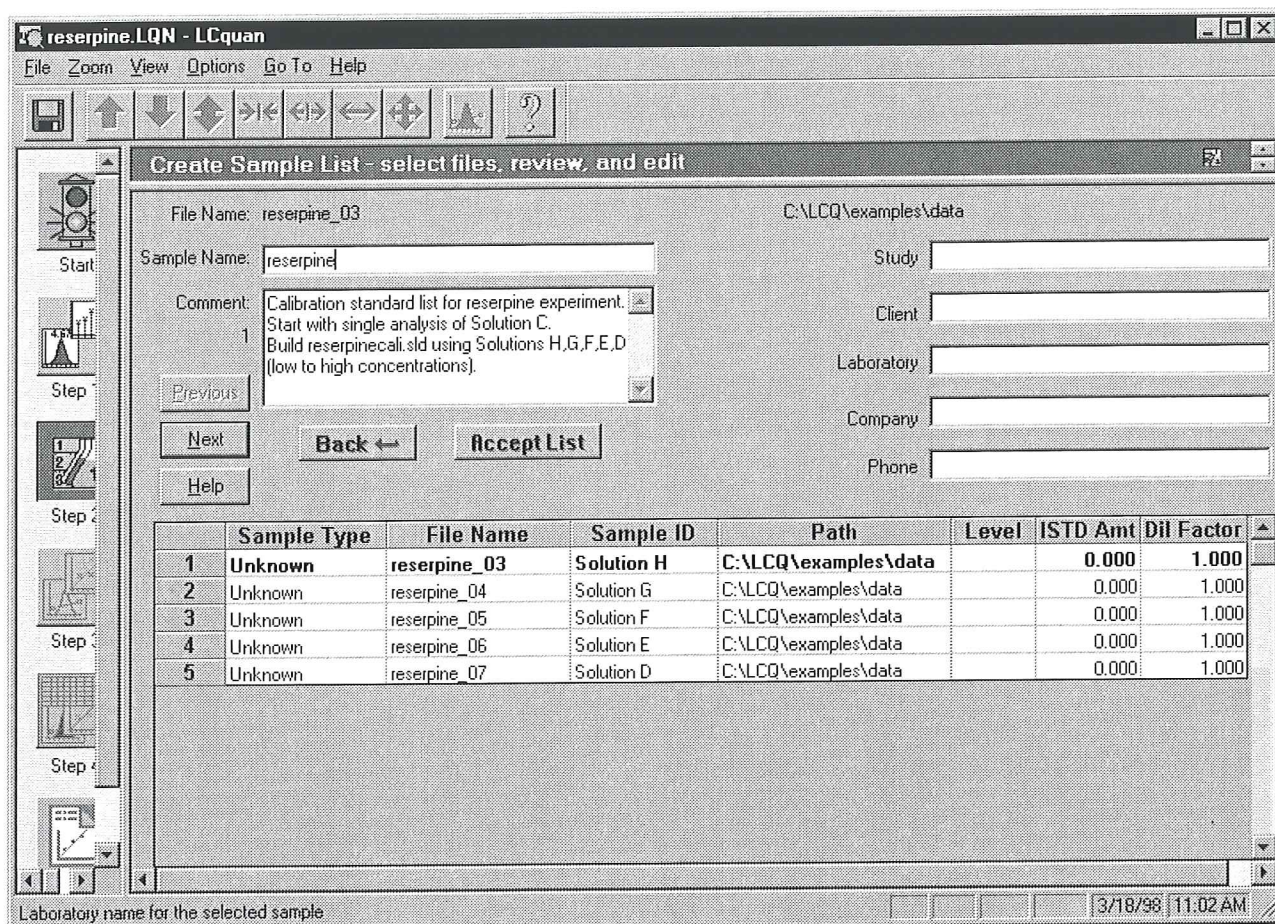 reserpine.LQN - LCquan
File Zoom View Options Go To Help
Create Sample List - select files, review, and edit
File Name: reserpine_03
C:\LCQ\examples\data
Sample Name: reserpine
Comment: Calibration standard list for reserpine experiment.
Start with single analysis of Solution C.
Build reserpinecali.sld using Solutions H,G,F,E,D
(low to high concentrations).
1
Previous
Next
Help
Back
Accept List
Study
Client
Laboratory
Company
Phone
Start
Step 1
Step 2
Step 3
Step 4
Sample Type File Name Sample ID Path Level ISTD Amt Dil Factor
1 Unknown reserpine_03 Solution H C:\LCQ\examples\data 0.000 1.000
2 Unknown reserpine_04 Solution G C:\LCQ\examples\data 0.000 1.000
3 Unknown reserpine_05 Solution F C:\LCQ\examples\data 0.000 1.000
4 Unknown reserpine_06 Solution E C:\LCQ\examples\data 0.000 1.000
5 Unknown reserpine_07 Solution D C:\LCQ\examples\data 0.000 1.000
Laboratory name for the selected sample
3/18/98 11:02 AM